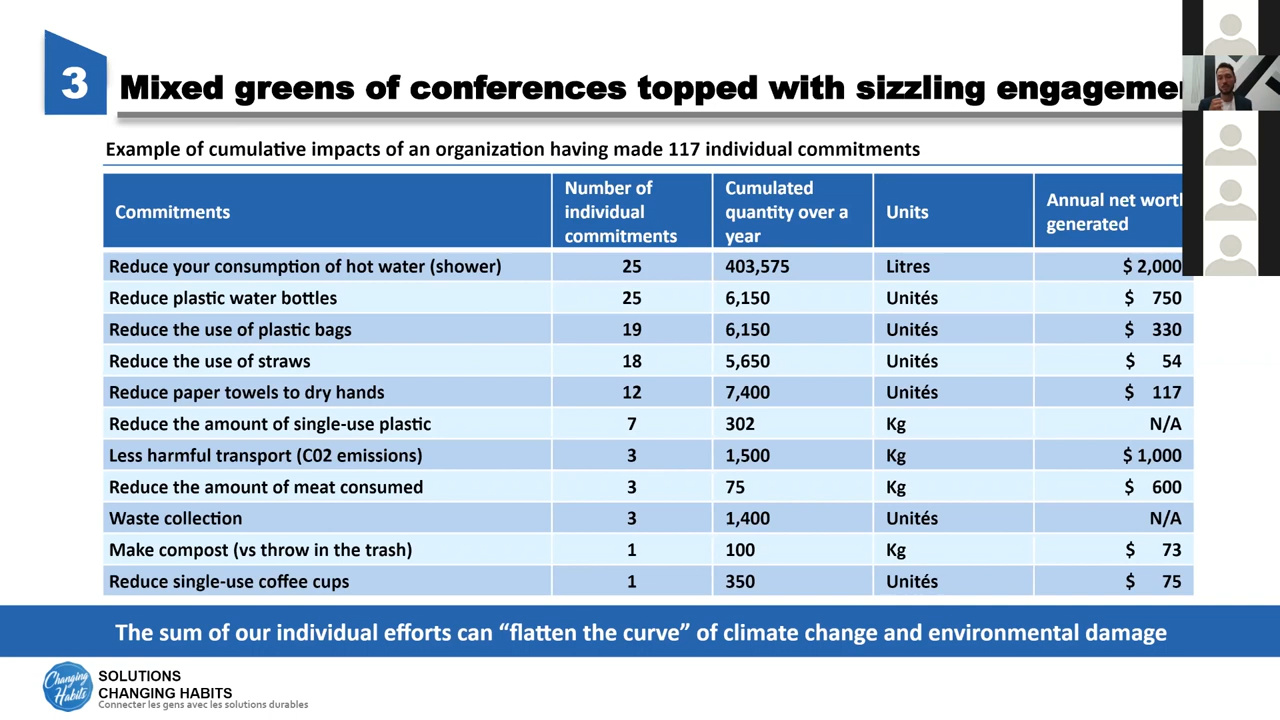 3
Mixed greens of conferences topped with sizzling
Example of cumulative impacts of an organization having made 117 individual commitments
Commitments
Number of
individual
commitments
Cumulated
quantity over a
year
Units
Annual net
generated
Reduce your consumption of hot water (shower) 25 403,575 Litres $ 2,000
Reduce plastic water bottles 25 6,150 Unités $ 750
Reduce the use of plastic bags 19 6,150 Unités $ 330
Reduce the use of straws 18 5,650 Unités $ 54
Reduce paper towels to dry hands 12 7,400 Unités $ 117
Reduce the amount of single-use plastic 7 302 Kg N/A
Less harmful transport (C02 emissions) 3 1,500 Kg $ 1,000
Reduce the amount of meat consumed 3 75 Kg $ 600
Waste collection 3 1,400 Unités N/A
Make compost (vs throw in the trash) 1 100 Kg $ 73
Reduce single-use coffee cups 1 350 Unités $ 75
The sum of our individual efforts can “flatten the curve” of climate change and environmental damage
Changing
Habits
SOLUTIONS
CHANGING HABITS
Connecter les gens avec les solutions durables